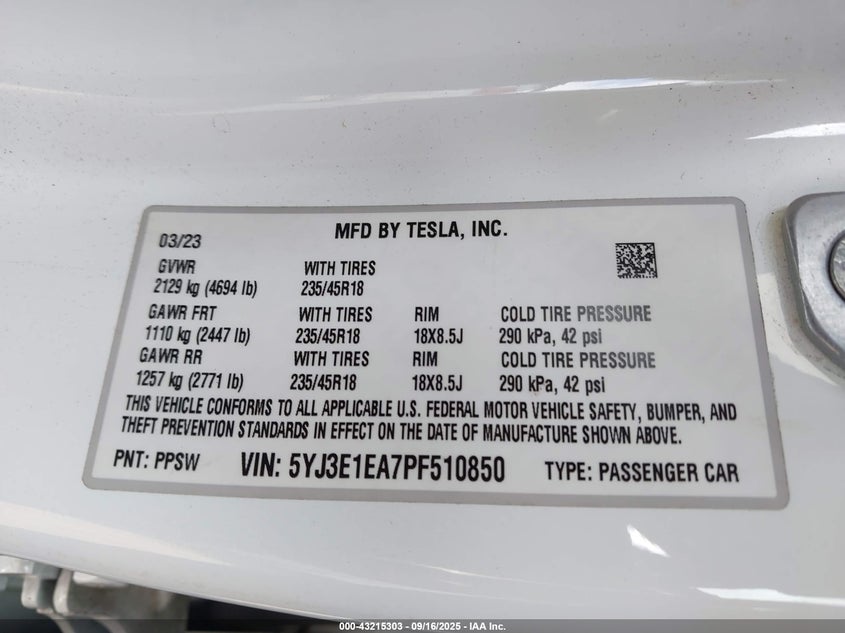 03/23 MFD BY TESLA, INC.
GVWR WITH TIRES
2129 kg (4694 lb) 235/45R18
GAWR FRT WITH TIRES RIM COLD TIRE PRESSURE
1110 kg (2447 lb) 235/45R18 18X8.5J 290 kPa, 42 psi
GAWR RR WITH TIRES RIM COLD TIRE PRESSURE
1257 kg (2771 lb) 235/45R18 18X8.5J 290 kPa, 42 psi
THIS VEHICLE CONFORMS TO ALL APPLICABLE U.S. FEDERAL MOTOR VEHICLE SAFETY, BUMPER, AND
THEFT PREVENTION STANDARDS IN EFFECT ON THE DATE OF MANUFACTURE SHOWN ABOVE.
PNT: PPSW VIN: 5YJ3E1EA7PF510850 TYPE: PASSENGER CAR
000-43215303 - 09/16/2025 - IAA Inc.